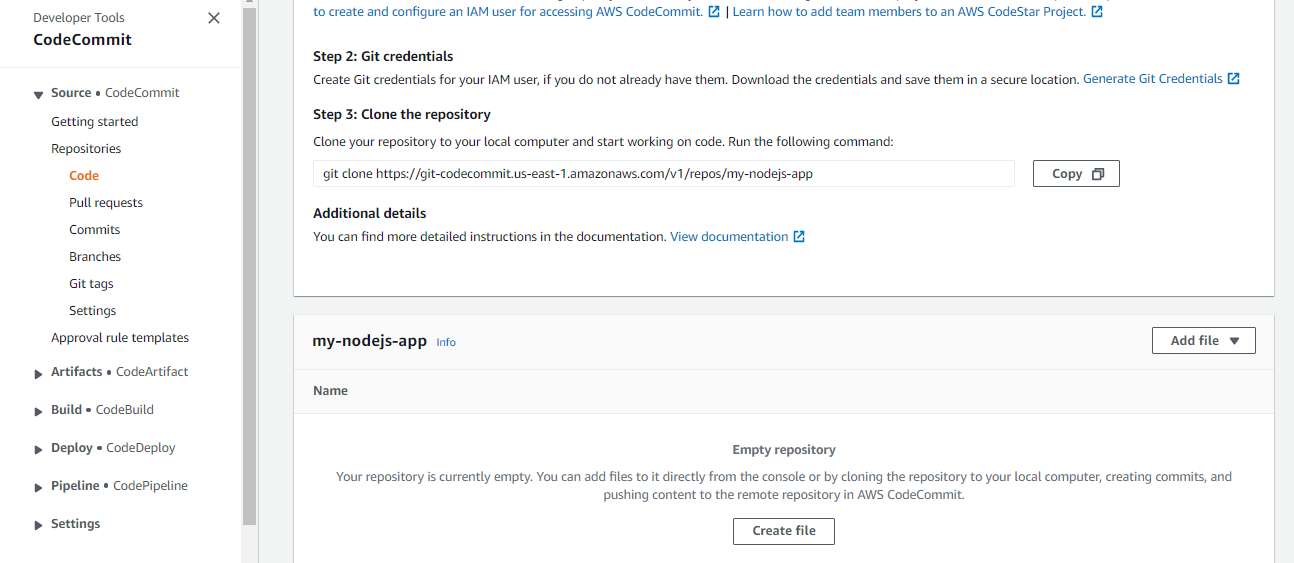 Developer Tools
CodeCommit
Source • CodeCommit
Getting started
Repositories
Code
Pull requests
Commits
Branches
Git tags
Settings
Approval rule templates
Artifacts • CodeArtifact
Build • CodeBuild
Deploy • CodeDeploy
Pipeline • CodePipeline
Settings
to create and configure an IAM user for accessing AWS CodeCommit. | Learn how to add team members to an AWS CodeStar Project.
Step 2: Git credentials
Create Git credentials for your IAM user, if you do not already have them. Download the credentials and save them in a secure location. Generate Git Credentials
Step 3: Clone the repository
Clone your repository to your local computer and start working on code. Run the following command:
git clone https://git-codecommit.us-east-1.amazonaws.com/v1/repos/my-nodejs-app
Copy
Additional details
You can find more detailed instructions in the documentation. View documentation
my-nodejs-app Info
Add file
Name
Empty repository
Your repository is currently empty. You can add files to it directly from the console or by cloning the repository to your local computer, creating commits, and
pushing content to the remote repository in AWS CodeCommit.
Create file